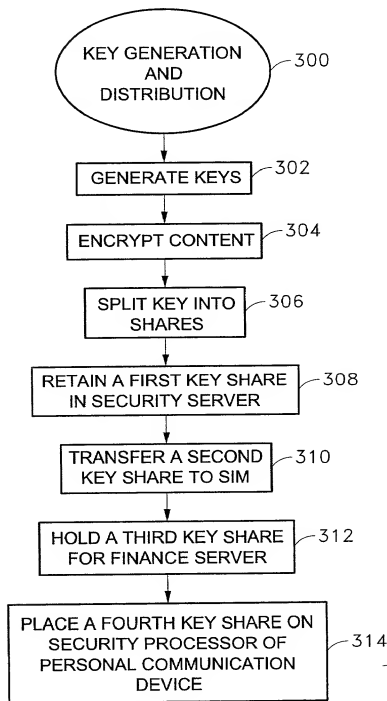 KEY GENERATION
AND
DISTRIBUTION
300
GENERATE KEYS
302
ENCRYPT CONTENT
304
SPLIT KEY INTO
SHARES
306
RETAIN A FIRST KEY SHARE
IN SECURITY SERVER
308
TRANSFER A SECOND
KEY SHARE TO SIM
310
HOLD A THIRD KEY SHARE
FOR FINANCE SERVER
312
PLACE A FOURTH KEY SHARE ON
SECURITY PROCESSOR OF
PERSONAL COMMUNICATION
DEVICE
314